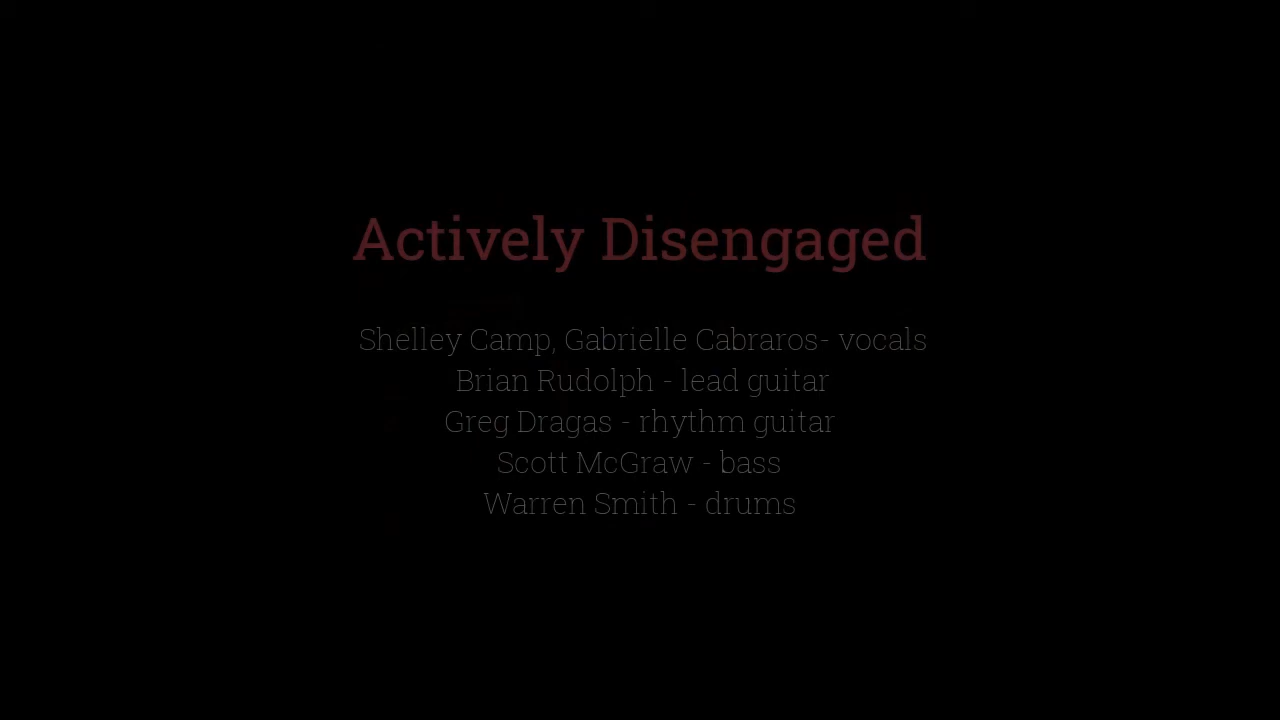 Actively Disengaged
Shelley Camp, Gabrielle Cabraros- vocals
Brian Rudolph - lead guitar
Greg Dragas - rhythm guitar
Scott McGraw - bass
Warren Smith - drums